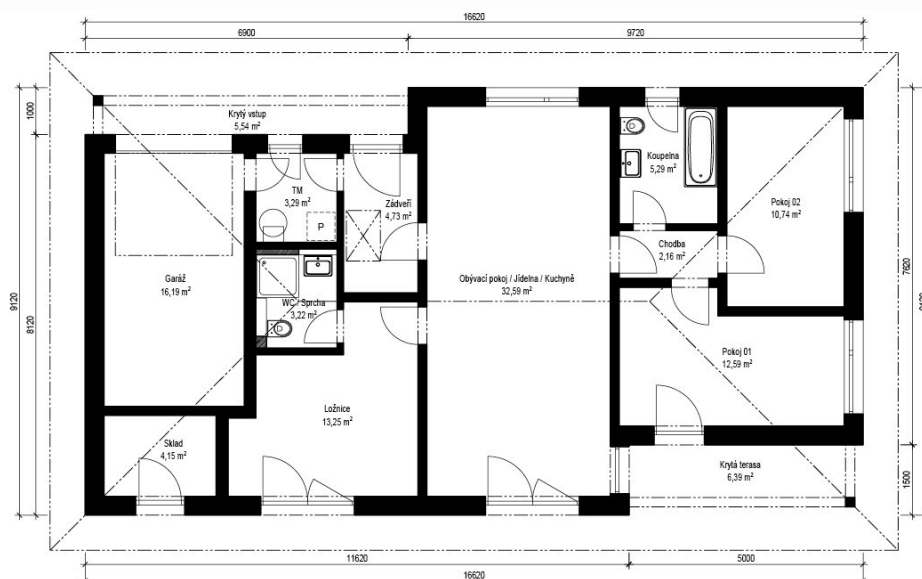 16620
6900
9720
1000
Krytý vstup
5,54 m²
Koupelna
5,29 m²
TM
3,29 m²
P
Zádveří
4,73 m²
Pokoj 02
10,74 m²
Chodba
2,16 m²
Garáž
16,19 m²
Obývací pokoj / Jídelna / Kuchyně
32,59 m²
WC / Sprcha
3,22 m²
9120
8120
7620
Pokoj 01
12,59 m²
Ložnice
13,25 m²
Sklad
4,15 m²
Krytá terasa
6,39 m²
1500
11620
5000
16620